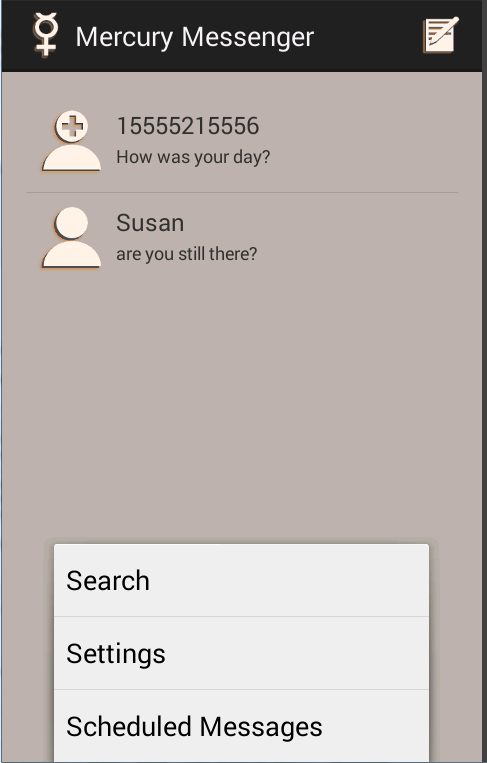 Mercury Messenger
15555215556
How was your day?
Susan
are you still there?
Search
Settings
Scheduled Messages